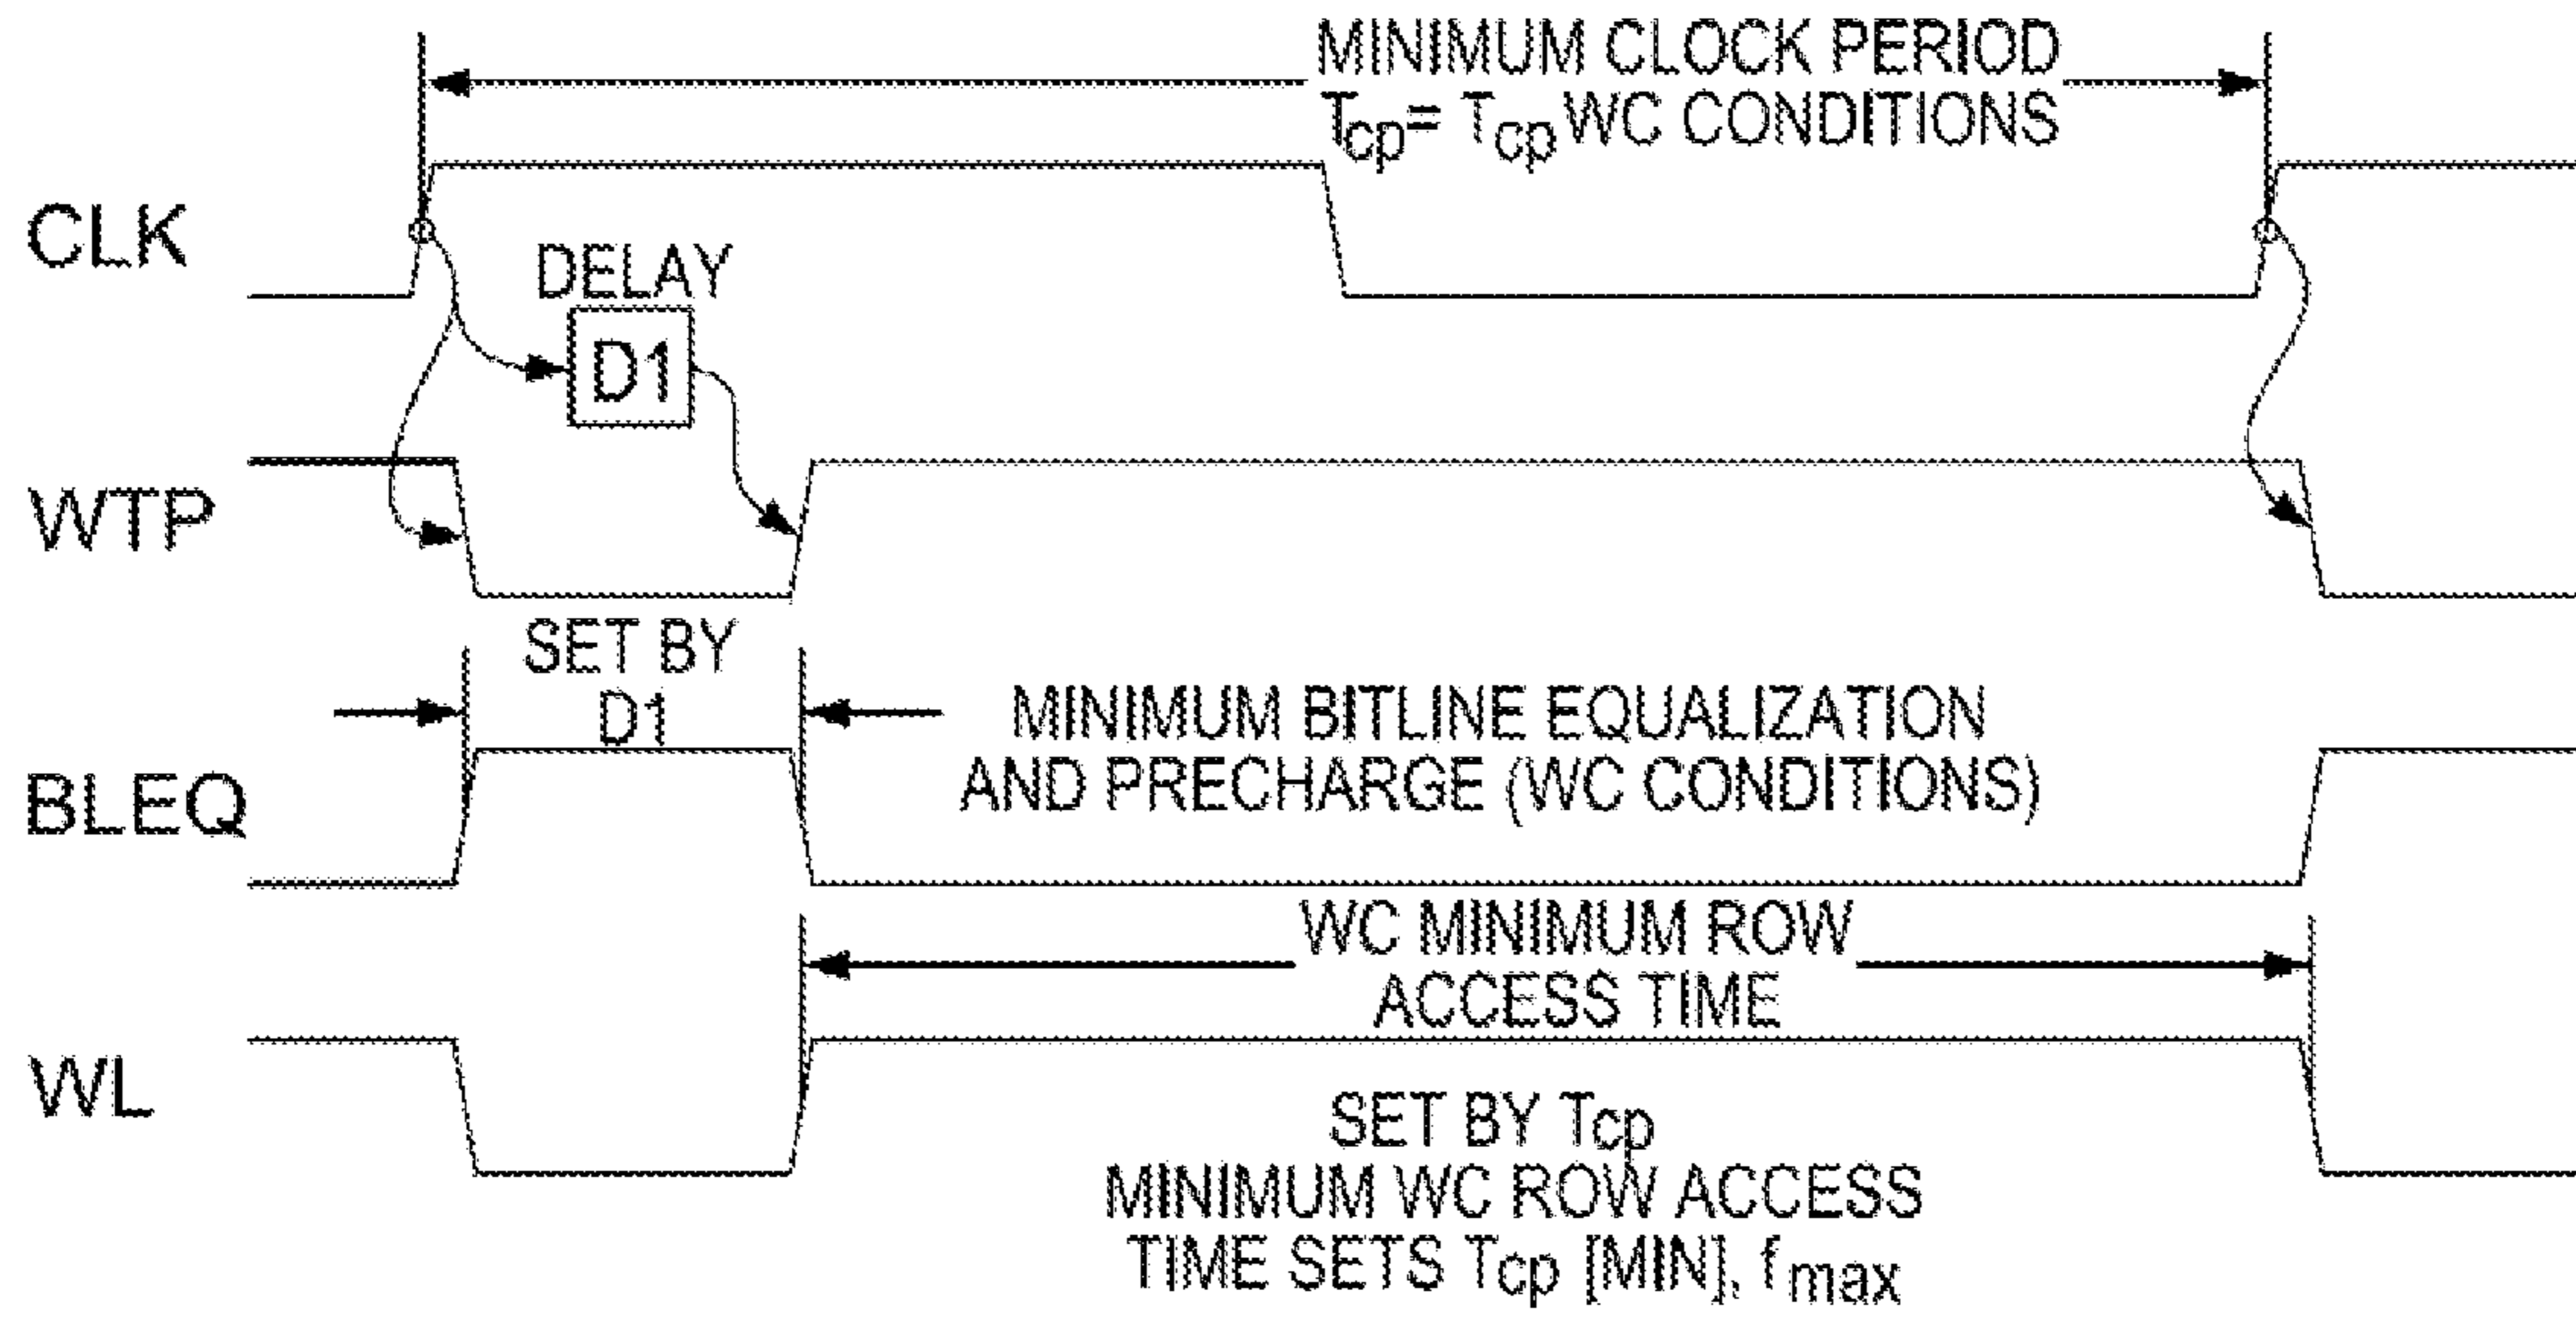 MINIMUM CLOCK PERIOD
Tcp= Tcp WC CONDITIONS
CLK
DELAY
D1
WTP
SET BY
D1
MINIMUM BITLINE EQUALIZATION
AND PRECHARGE (WC CONDITIONS)
BLEQ
WC MINIMUM ROW
ACCESS TIME
WL
SET BY Tcp
MINIMUM WC ROW ACCESS
TIME SETS Tcp [MIN], fmax